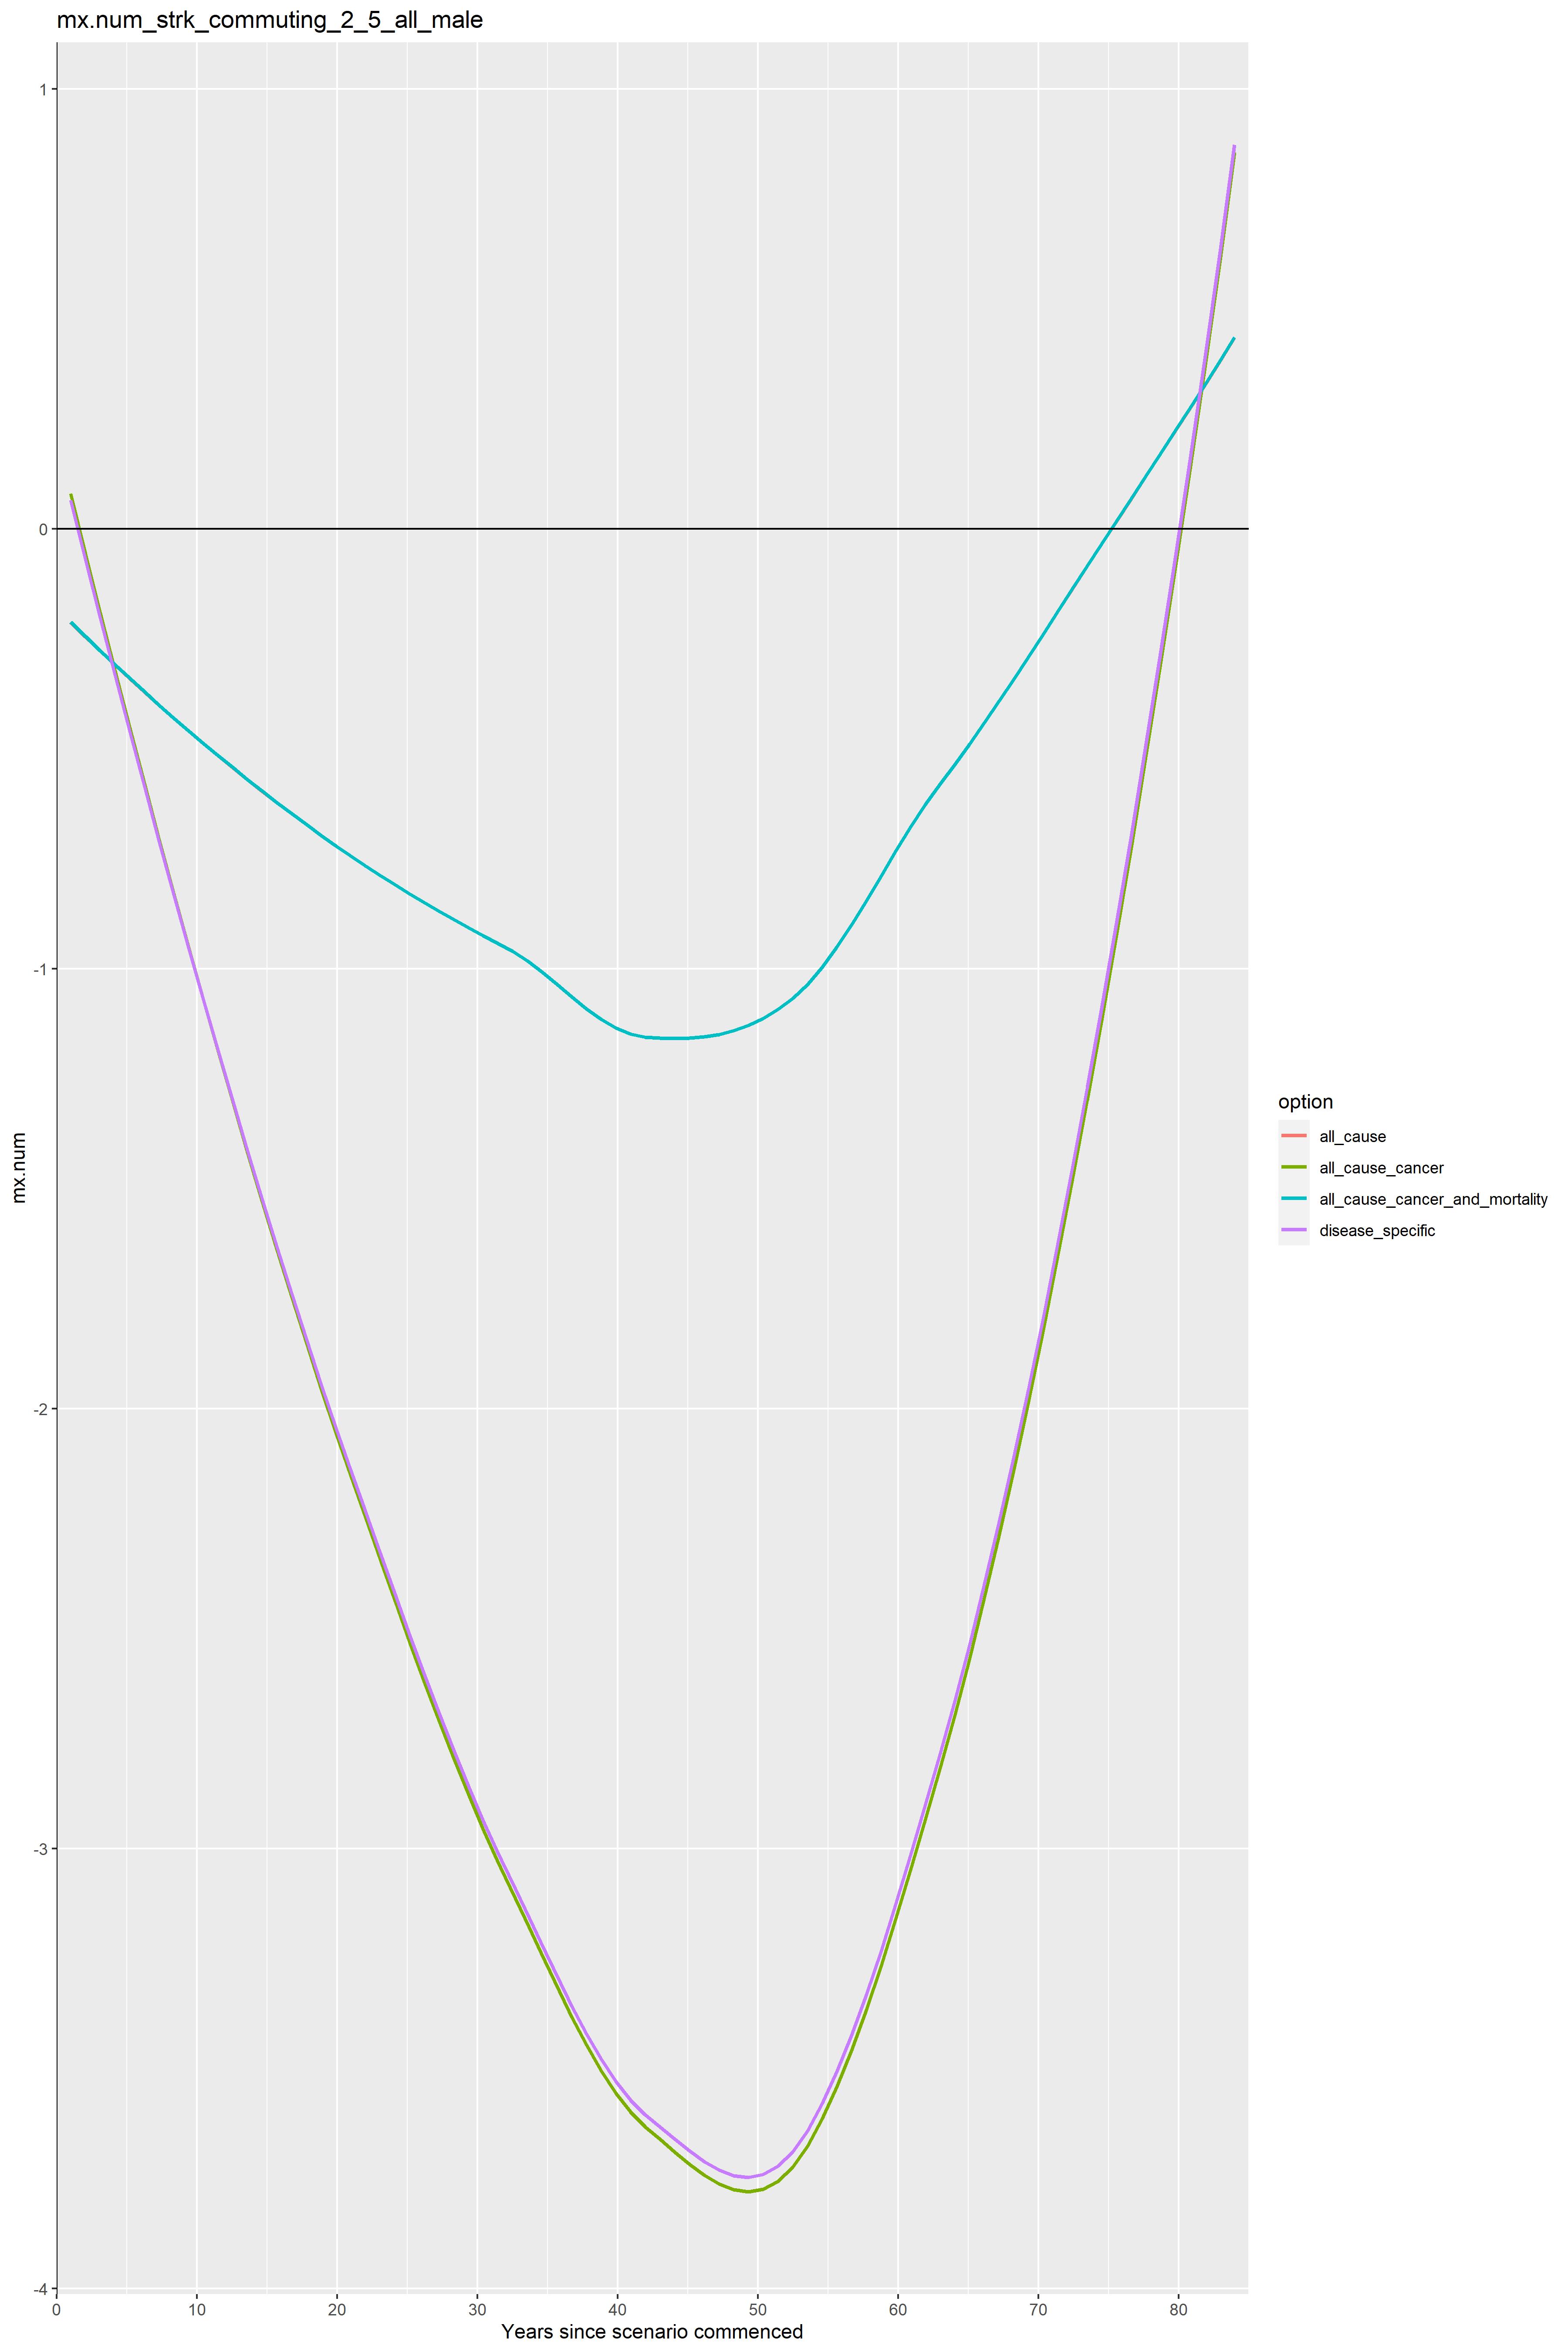 mx.num_strk_commuting_2_5_all_male
1
0
-1
-2
-3
-4
mx.num
0 10 20 30 40 50 60 70 80
Years since scenario commenced
option
all_cause
all_cause_cancer
all_cause_cancer_and_mortality
disease_specific